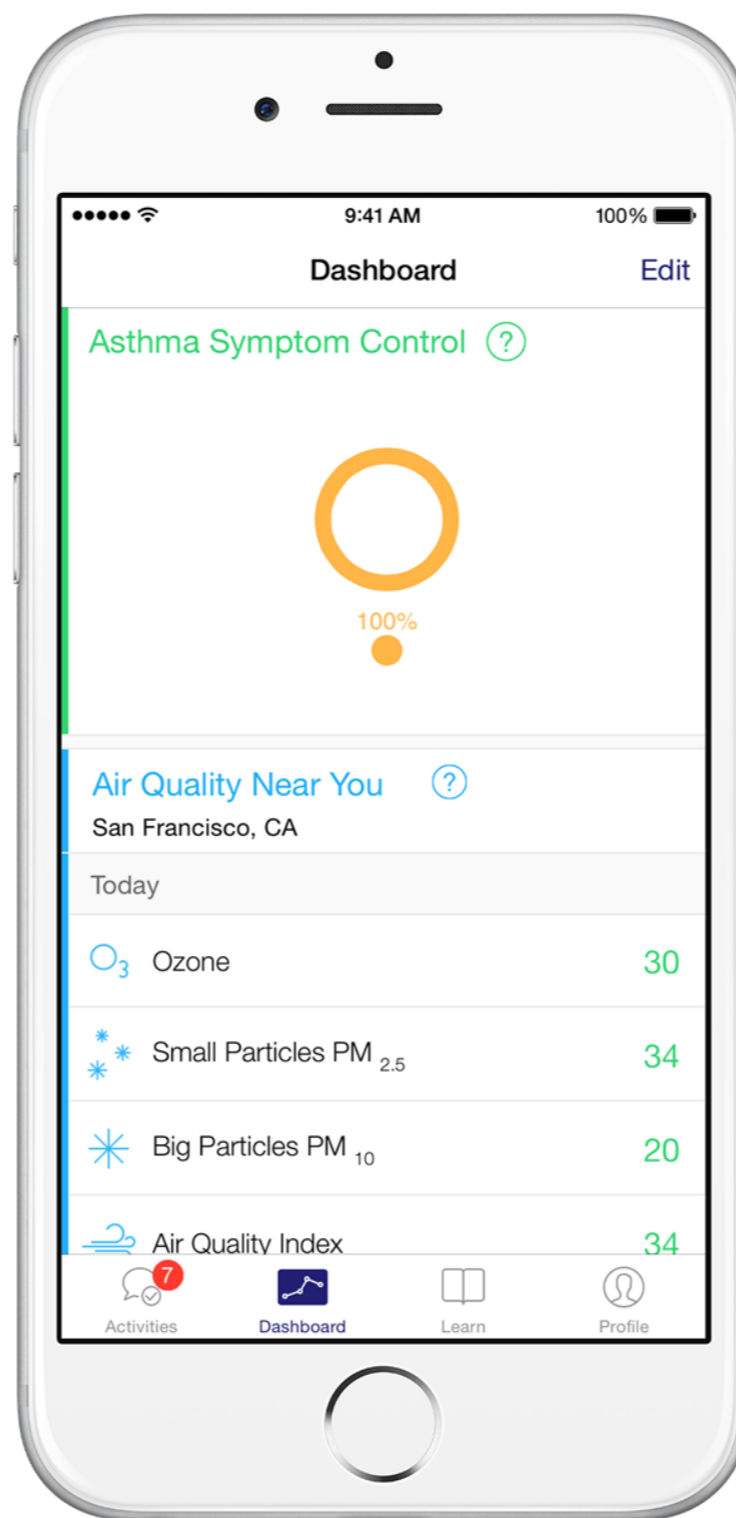 9:41 AM 100%
Dashboard Edit
Asthma Symptom Control ?
100%
Air Quality Near You ?
San Francisco, CA
Today
O3 Ozone 30
Small Particles PM 2.5 34
Big Particles PM 10 20
Air Quality Index 34
7
Activities Dashboard Learn Profile